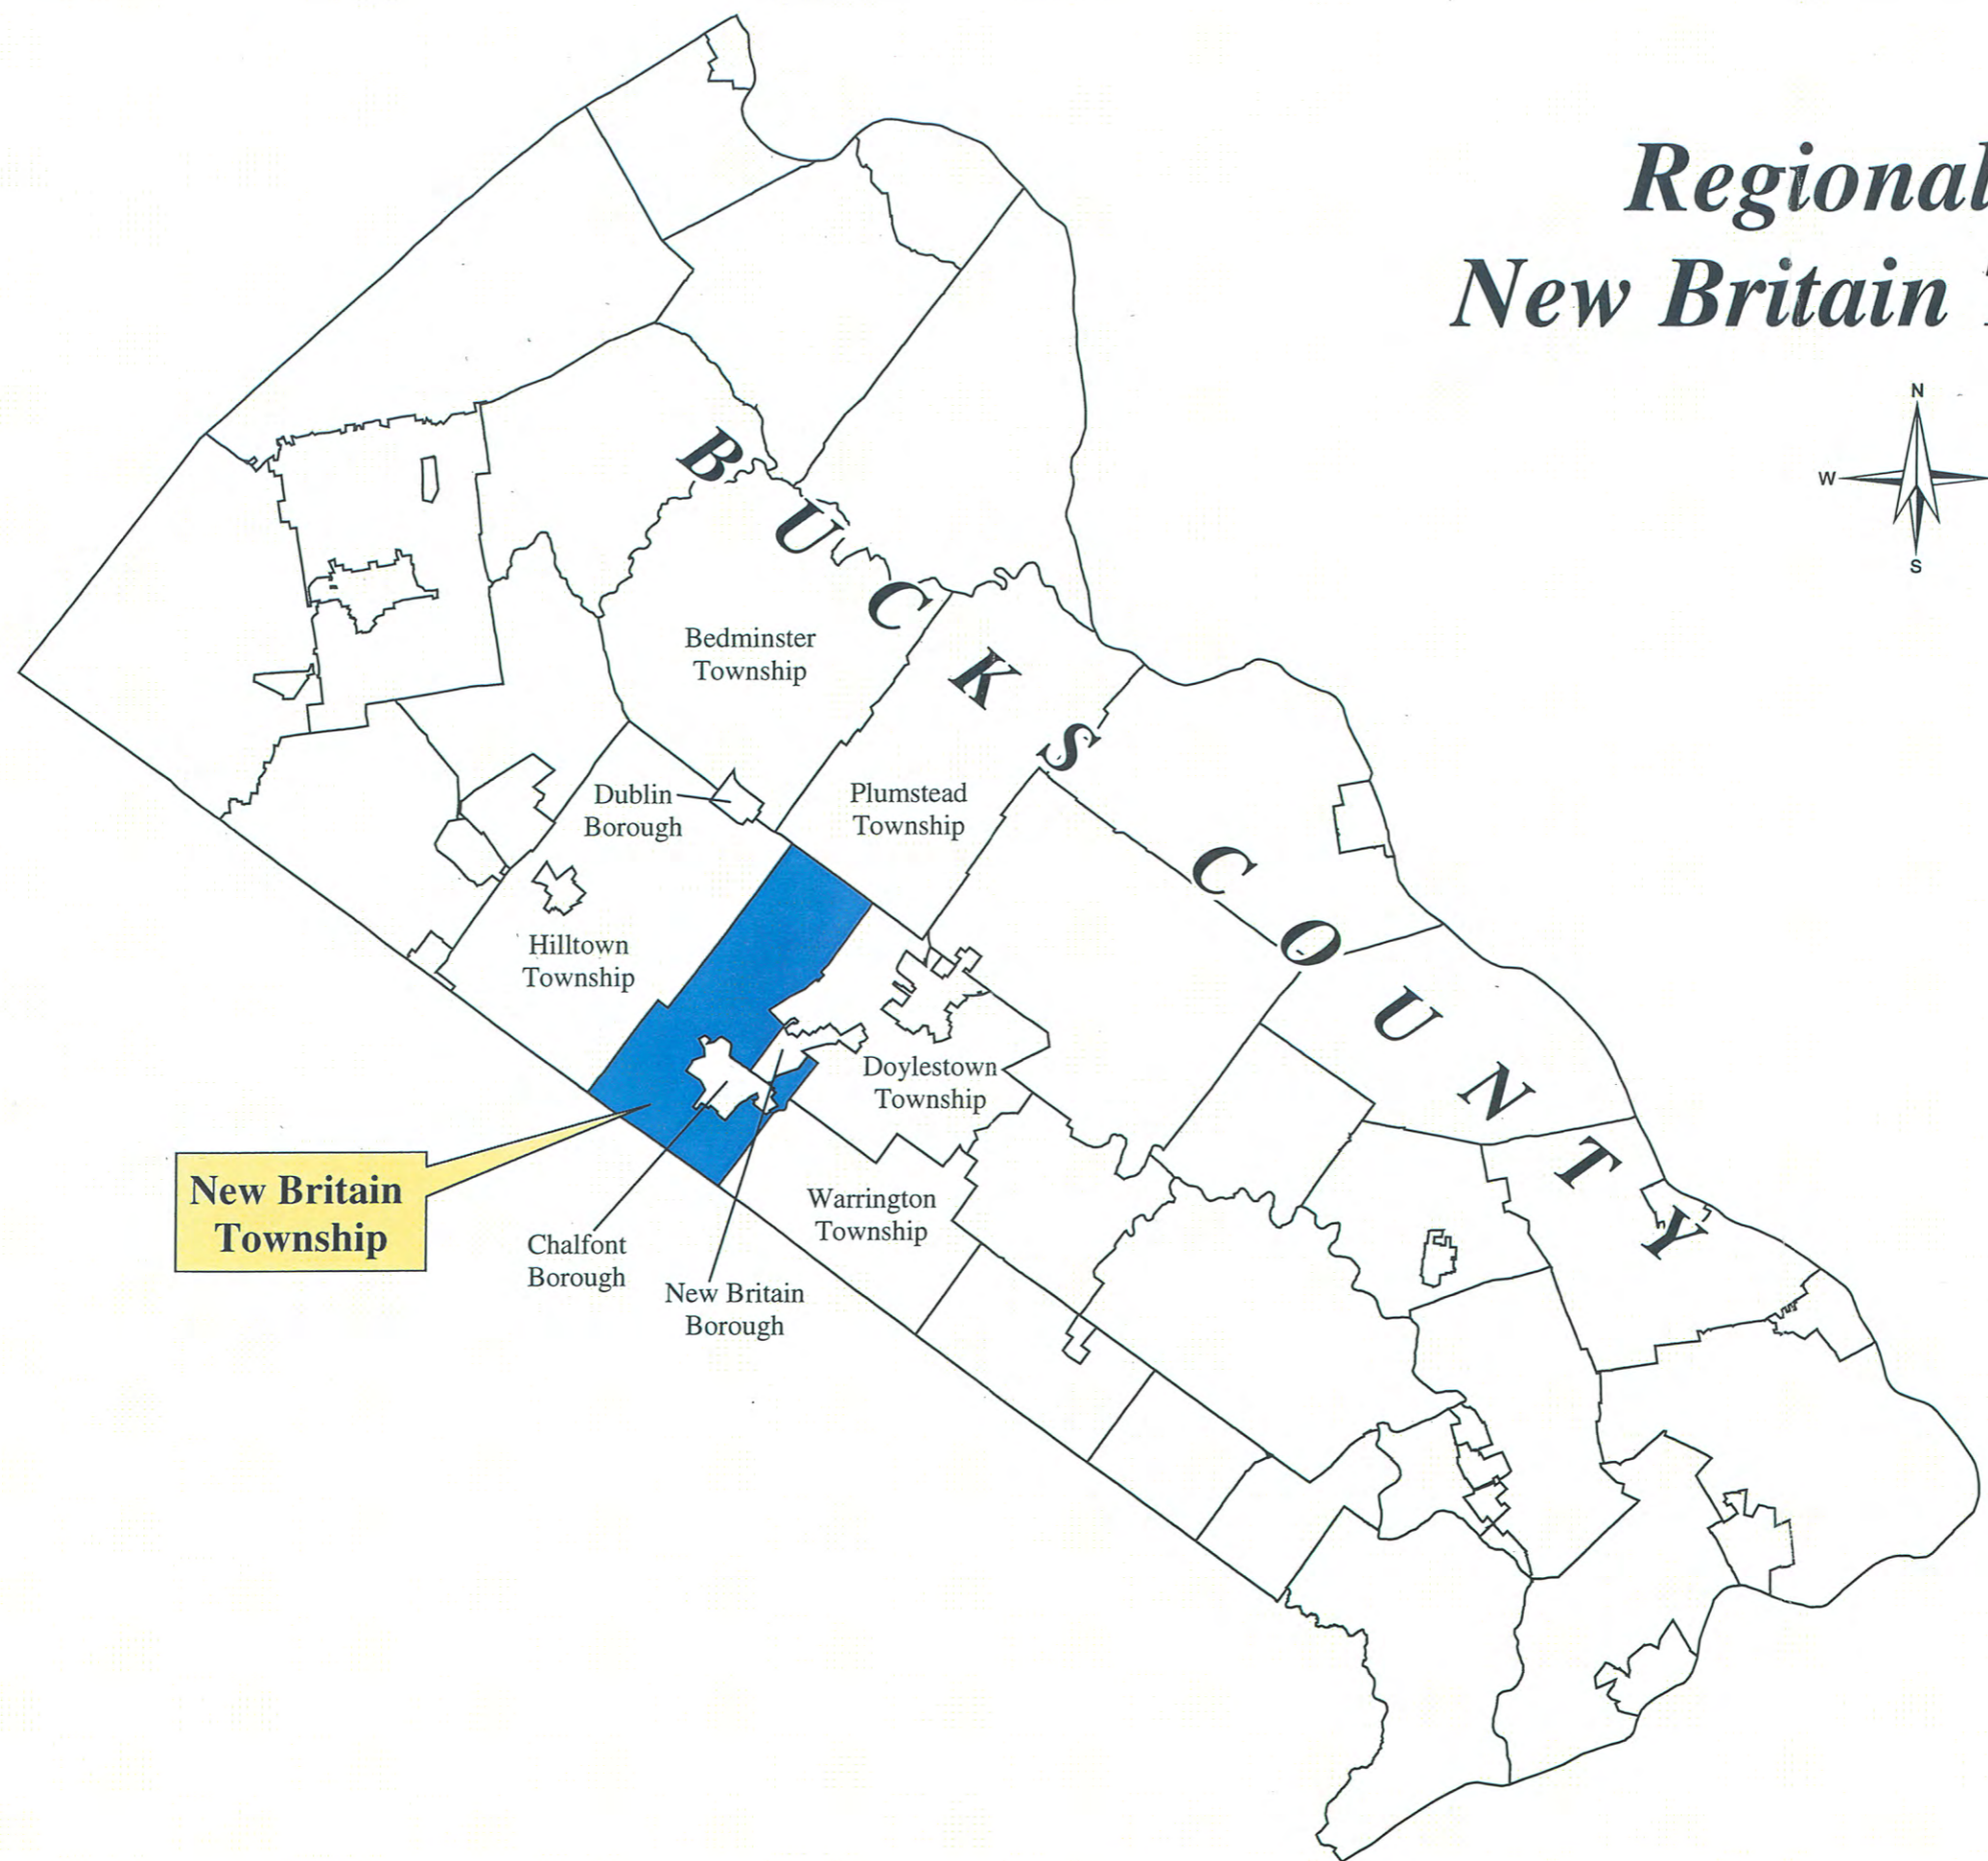 Regional
New Britain
N
W
S
BUCKS COUNTY
Bedminster
Township
Dublin
Borough
Plumstead
Township
Hilltown
Township
Doylestown
Township
New Britain
Township
Warrington
Township
Chalfont
Borough
New Britain
Borough